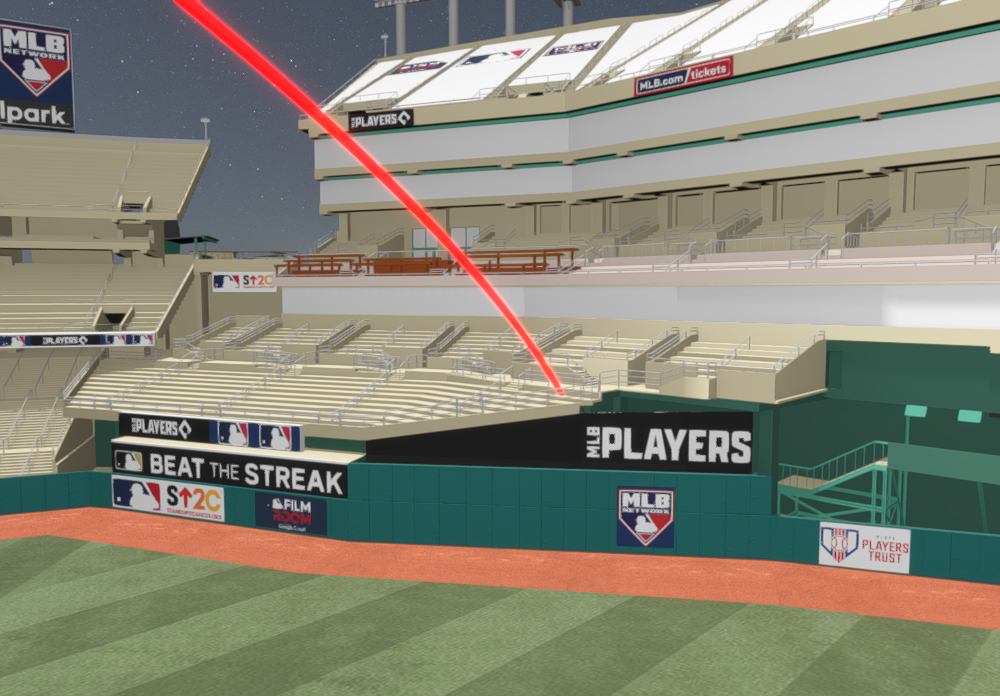 MLB
NETWORK
lpark.
MLB.com/tickets
PLAYERS
S↑2C
PLAYERS
PLAYERS
BEAT THE STREAK
MLB PLAYERS
S↑2C
FILM
ROOM
MLB
NETWORK
PLAYERS
TRUST